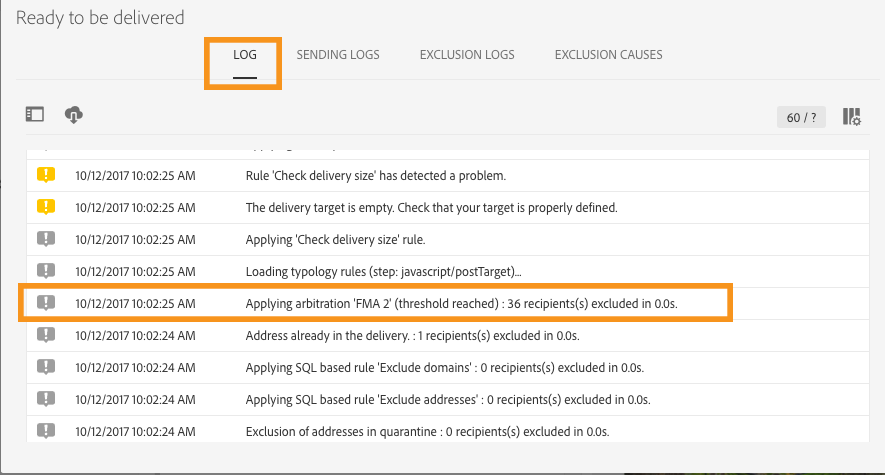 Ready to be delivered
LOG SENDING LOGS EXCLUSION LOGS EXCLUSION CAUSES
60 / ?
10/12/2017 10:02:25 AM Rule 'Check delivery size' has detected a problem.
10/12/2017 10:02:25 AM The delivery target is empty. Check that your target is properly defined.
10/12/2017 10:02:25 AM Applying 'Check delivery size' rule.
10/12/2017 10:02:25 AM Loading typology rules (step: javascript/postTarget)...
10/12/2017 10:02:25 AM Applying arbitration 'FMA 2' (threshold reached) : 36 recipients(s) excluded in 0.0s.
10/12/2017 10:02:24 AM Address already in the delivery. : 1 recipients(s) excluded in 0.0s.
10/12/2017 10:02:24 AM Applying SQL based rule 'Exclude domains' : 0 recipients(s) excluded in 0.0s.
10/12/2017 10:02:24 AM Applying SQL based rule 'Exclude addresses' : 0 recipients(s) excluded in 0.0s.
10/12/2017 10:02:24 AM Exclusion of addresses in quarantine : 0 recipients(s) excluded in 0.0s.